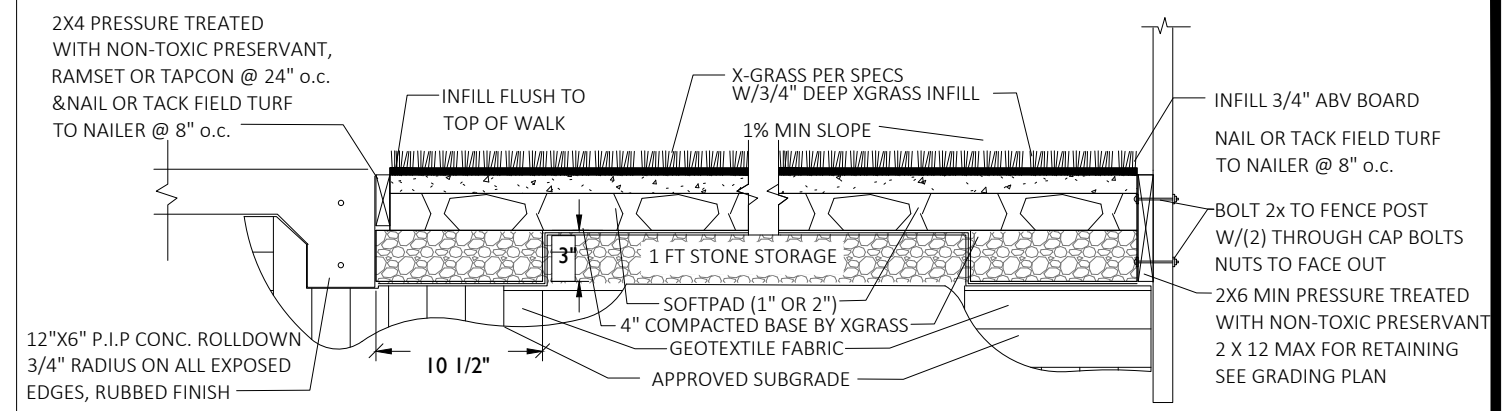 2X4 PRESSURE TREATED
WITH NON-TOXIC PRESERVANT,
RAMSET OR TAPCON @ 24" o.c.
&NAIL OR TACK FIELD TURF
TO NAILER @ 8" o.c.
INFILL FLUSH TO
TOP OF WALK
X-GRASS PER SPECS
W/3/4" DEEP XGRASS INFILL
1% MIN SLOPE
INFILL 3/4" ABV BOARD
NAIL OR TACK FIELD TURF
TO NAILER @ 8" o.c.
BOLT 2x TO FENCE POST
W/(2) THROUGH CAP BOLTS
NUTS TO FACE OUT
2X6 MIN PRESSURE TREATED
WITH NON-TOXIC PRESERVANT
2 X 12 MAX FOR RETAINING
SEE GRADING PLAN
3"
1 FT STONE STORAGE
SOFTPAD (1" OR 2")
4" COMPACTED BASE BY XGRASS
GEOTEXTILE FABRIC
APPROVED SUBGRADE
10 1/2"
12"X6" P.I.P CONC. ROLLDOWN
3/4" RADIUS ON ALL EXPOSED
EDGES, RUBBED FINISH